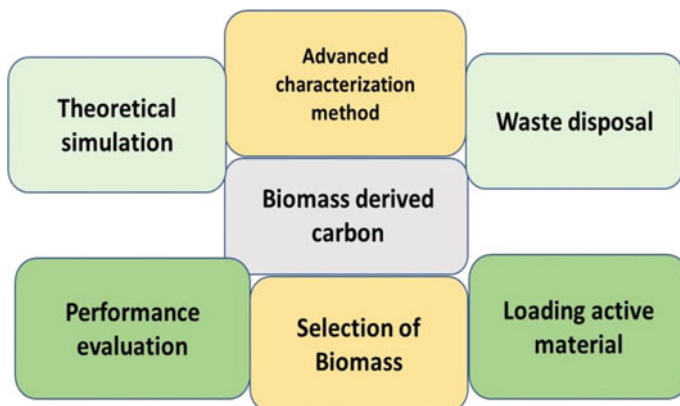 Theoretical
simulation
Advanced
characterization
method
Waste disposal
Biomass derived
carbon
Performance
evaluation
Selection of
Biomass
Loading active
material